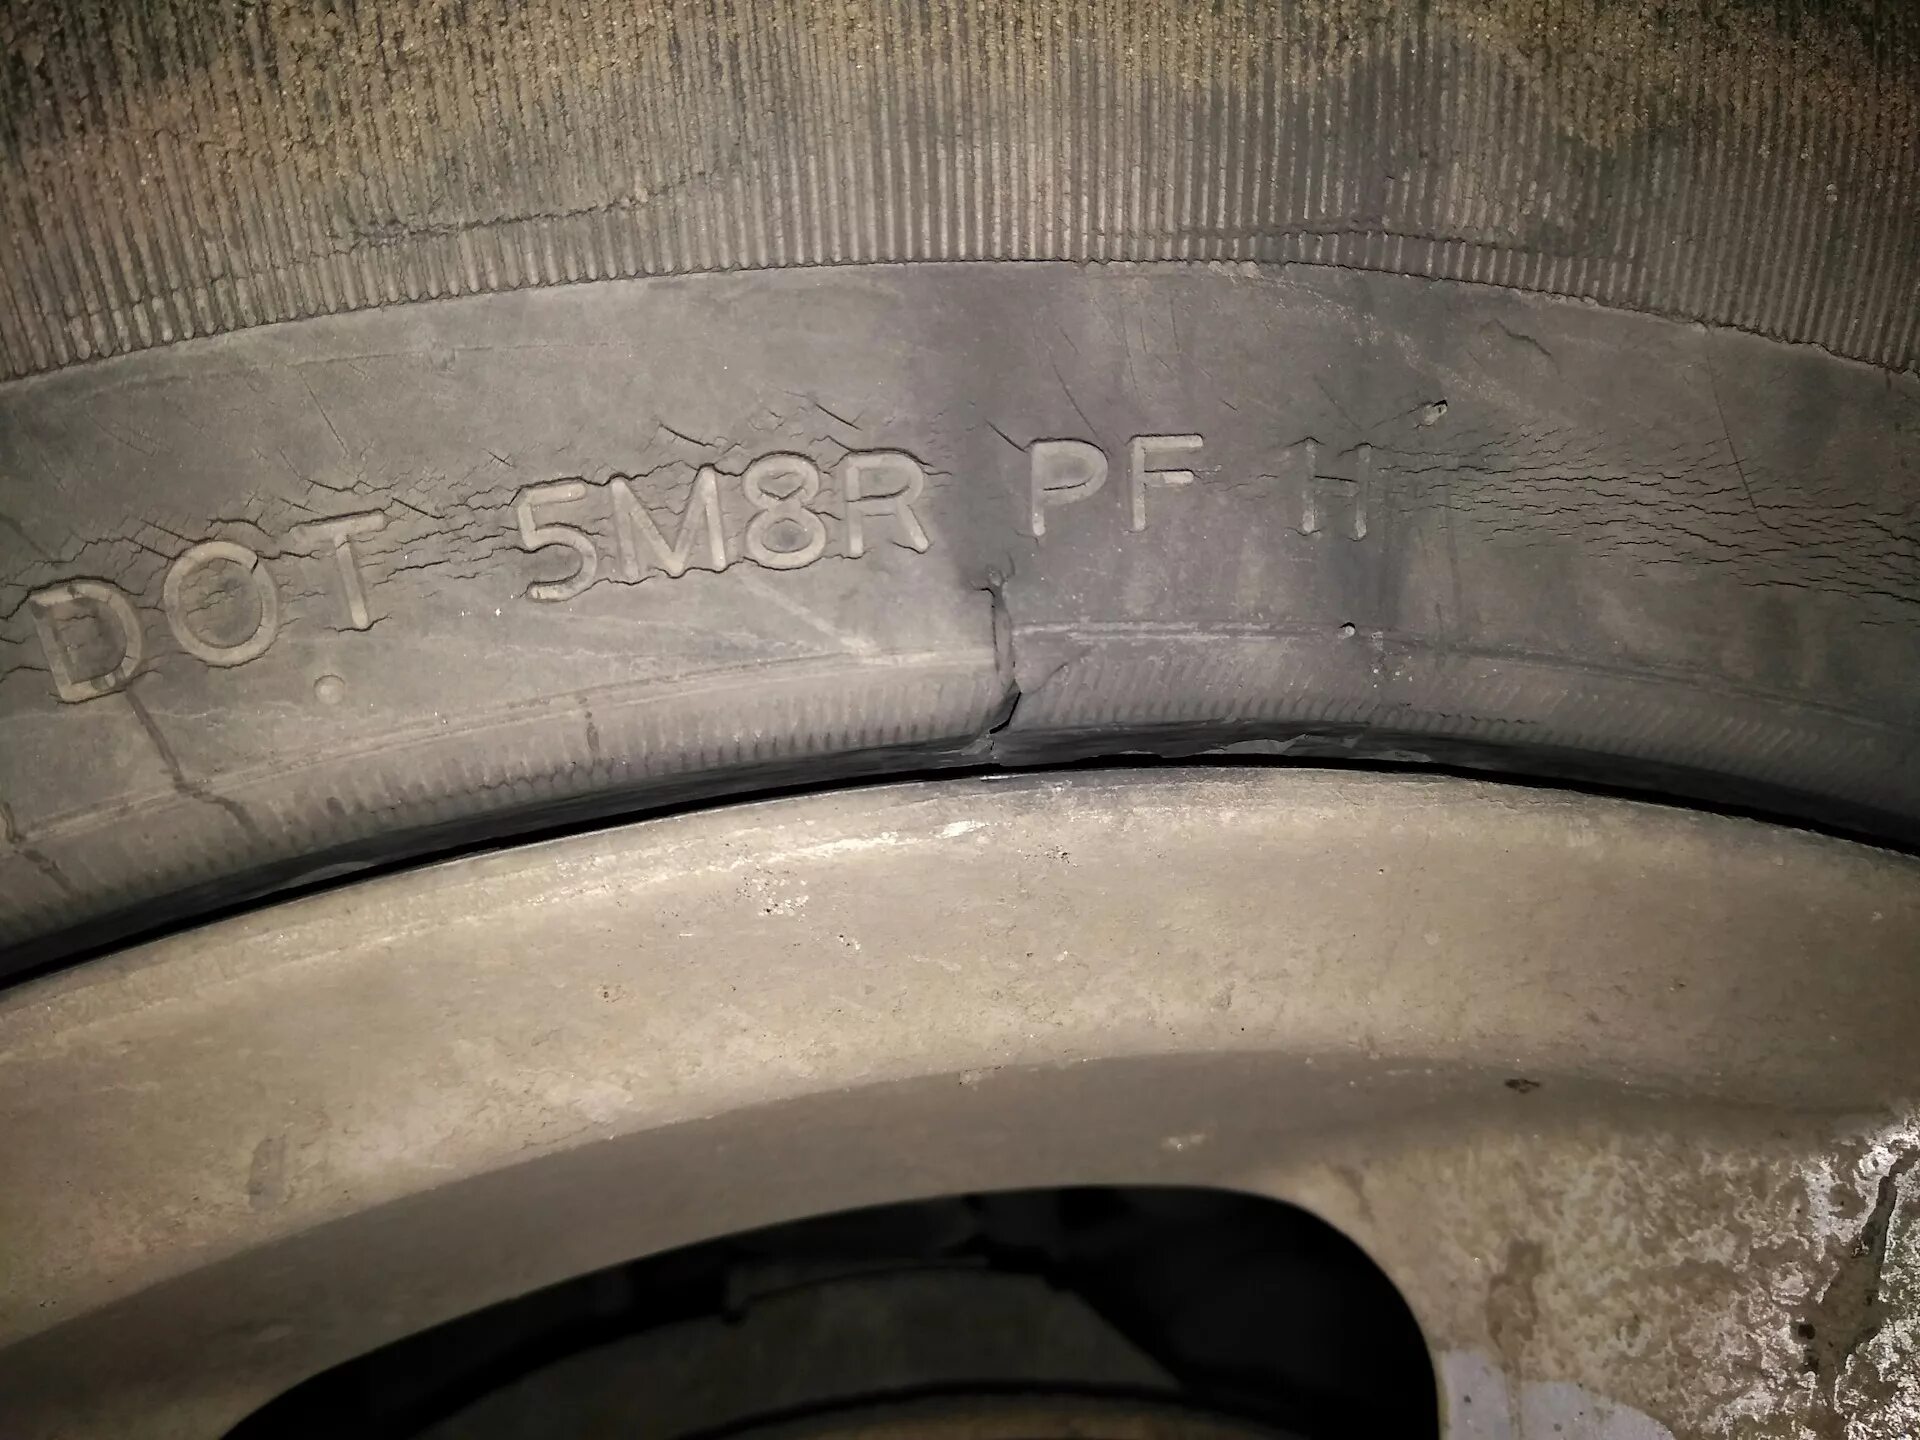 DOT 5M8R PF H